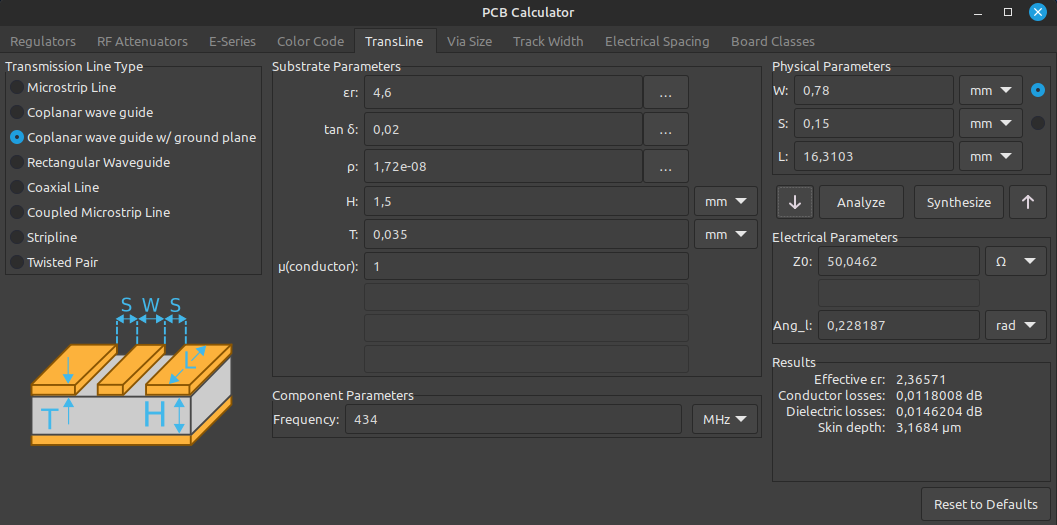 PCB Calculator
Regulators RF Attenuators E-Series Color Code TransLine Via Size Track Width Electrical Spacing Board Classes
Transmission Line Type
Microstrip Line
Coplanar wave guide
Coplanar wave guide w/ ground plane
Rectangular Waveguide
Coaxial Line
Coupled Microstrip Line
Stripline
Twisted Pair
S W S
L
T H
Substrate Parameters
εr: 4,6 ...
tan δ: 0,02 ...
ρ: 1,72e-08 ...
H: 1,5 mm
T: 0,035 mm
μ(conductor): 1
Component Parameters
Frequency: 434 MHz
Physical Parameters
W: 0,78 mm
S: 0,15 mm
L: 16,3103 mm
Analyze Synthesize
Electrical Parameters
Z0: 50,0462 Ω
Ang_l: 0,228187 rad
Results
Effective εr: 2,36571
Conductor losses: 0,0118008 dB
Dielectric losses: 0,0146204 dB
Skin depth: 3,1684 µm
Reset to Defaults